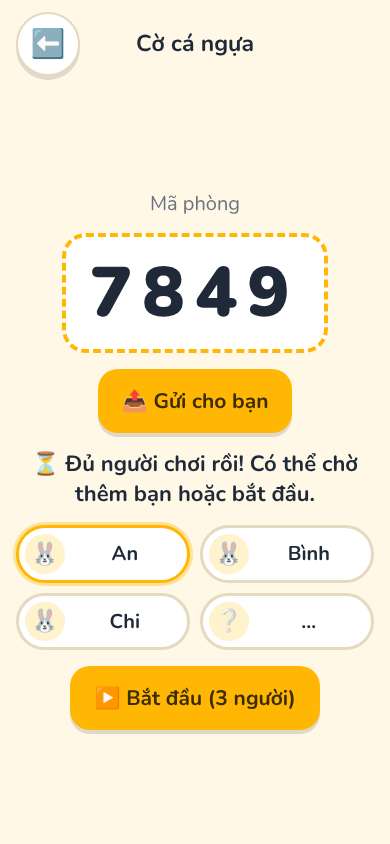 Cờ cá ngựa
Mã phòng
7849
Gửi cho bạn
Đủ người chơi rồi! Có thể chờ
thêm bạn hoặc bắt đầu.
An
Bình
Chi
...
Bắt đầu (3 người)